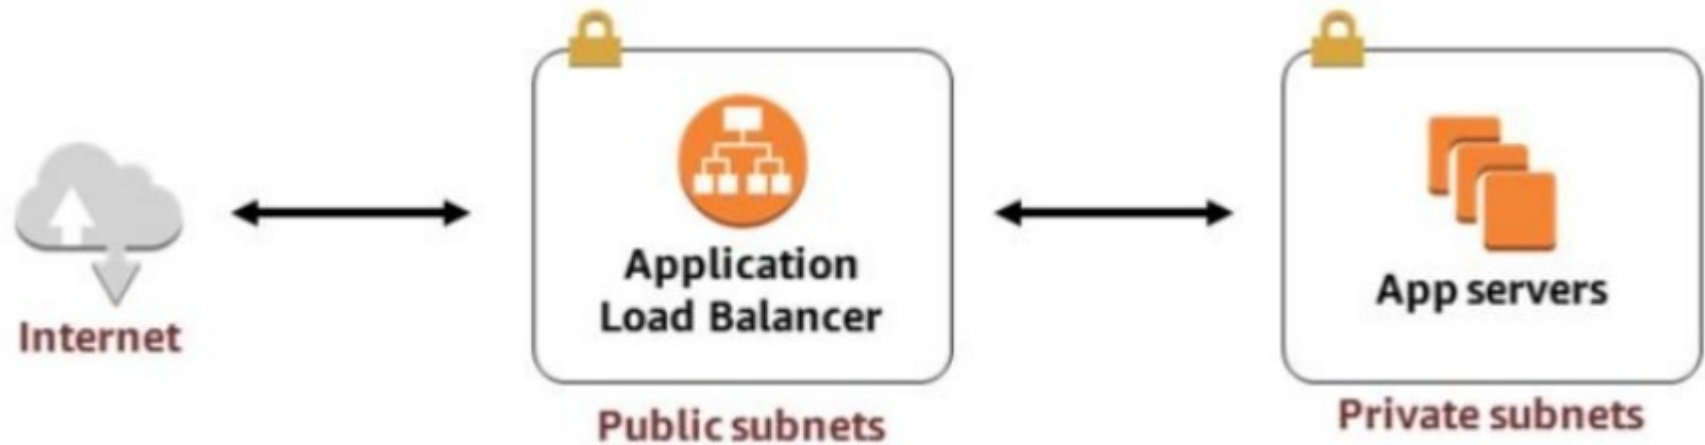 Internet
Application
Load Balancer
Public subnets
App servers
Private subnets